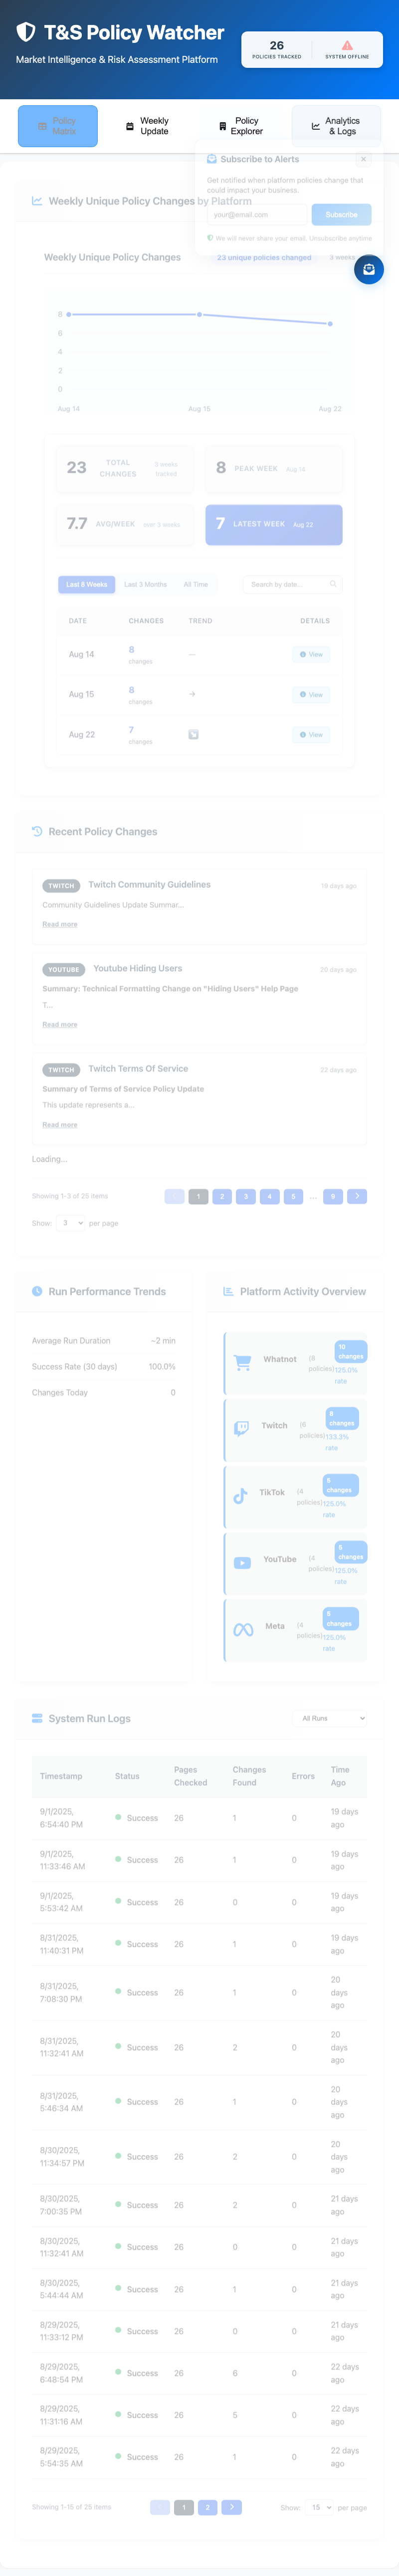 T&S Policy Watcher
Market Intelligence & Risk Assessment Platform
26
POLICIES TRACKED
SYSTEM OFFLINE
Policy
Matrix
Weekly
Update
Policy
Explorer
Analytics
& Logs
Subscribe to Alerts
Get notified when platform policies change that
could impact your business.
your@email.com
Subscribe
We will never share your email. Unsubscribe anytime
Weekly Unique Policy Changes by Platform
Weekly Unique Policy Changes
23 unique policies changed
3 weeks
8
6
4
2
0
Aug 14
Aug 15
Aug 22
23
TOTAL
CHANGES
3 weeks
tracked
8
PEAK WEEK
Aug 14
7.7
AVG/WEEK
over 3 weeks
7
LATEST WEEK
Aug 22
Last 8 Weeks
Last 3 Months
All Time
Search by date...
DATE CHANGES TREND DETAILS
Aug 14 8 changes — View
Aug 15 8 changes → View
Aug 22 7 changes View
Recent Policy Changes
TWITCH Twitch Community Guidelines 19 days ago
Community Guidelines Update Summar...
Read more
YOUTUBE Youtube Hiding Users 20 days ago
Summary: Technical Formatting Change on "Hiding Users" Help Page
T...
Read more
TWITCH Twitch Terms Of Service 22 days ago
Summary of Terms of Service Policy Update
This update represents a...
Read more
Loading...
Showing 1–3 of 25 items
1 2 3 4 5 ... 9
Show: 3 per page
Run Performance Trends
Average Run Duration ~2 min
Success Rate (30 days) 100.0%
Changes Today 0
Platform Activity Overview
Whatnot (8 policies) 10 changes 125.0% rate
Twitch (6 policies) 8 changes 133.3% rate
TikTok (4 policies) 5 changes 125.0% rate
YouTube (4 policies) 5 changes 125.0% rate
Meta (4 policies) 5 changes 125.0% rate
System Run Logs
All Runs
Timestamp Status Pages Checked Changes Found Errors Time Ago
9/1/2025, 6:54:40 PM Success 26 1 0 19 days ago
9/1/2025, 11:33:46 AM Success 26 1 0 19 days ago
9/1/2025, 5:53:42 AM Success 26 0 0 19 days ago
8/31/2025, 11:40:31 PM Success 26 1 0 19 days ago
8/31/2025, 7:08:30 PM Success 26 1 0 20 days ago
8/31/2025, 11:32:41 AM Success 26 2 0 20 days ago
8/31/2025, 5:46:34 AM Success 26 1 0 20 days ago
8/30/2025, 11:34:57 PM Success 26 2 0 20 days ago
8/30/2025, 7:00:35 PM Success 26 2 0 21 days ago
8/30/2025, 11:32:41 AM Success 26 0 0 21 days ago
8/30/2025, 5:44:44 AM Success 26 1 0 21 days ago
8/29/2025, 11:33:12 PM Success 26 0 0 21 days ago
8/29/2025, 6:48:54 PM Success 26 6 0 22 days ago
8/29/2025, 11:31:16 AM Success 26 5 0 22 days ago
8/29/2025, 5:54:35 AM Success 26 1 0 22 days ago
Showing 1–15 of 25 items
1 2
Show: 15 per page